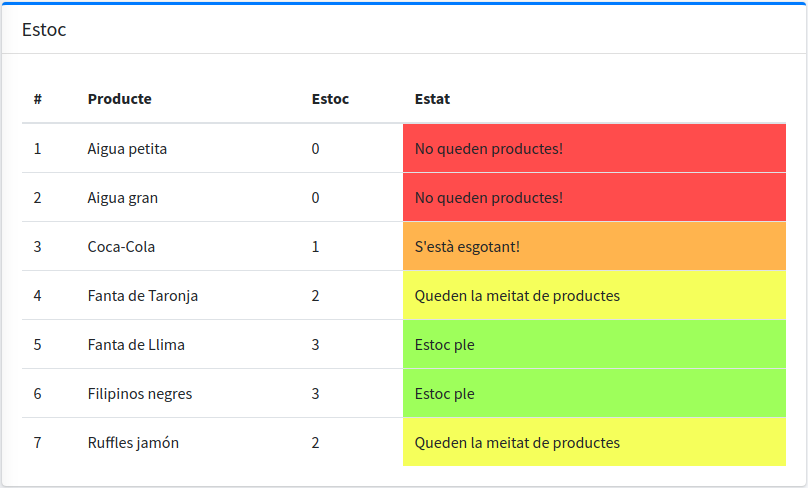 Estoc
# Producte Estoc Estat
1 Aigua petita 0 No queden productes!
2 Aigua gran 0 No queden productes!
3 Coca-Cola 1 S'està esgotant!
4 Fanta de Taronja 2 Queden la meitat de productes
5 Fanta de Llima 3 Estoc ple
6 Filipinos negres 3 Estoc ple
7 Ruffles jamón 2 Queden la meitat de productes